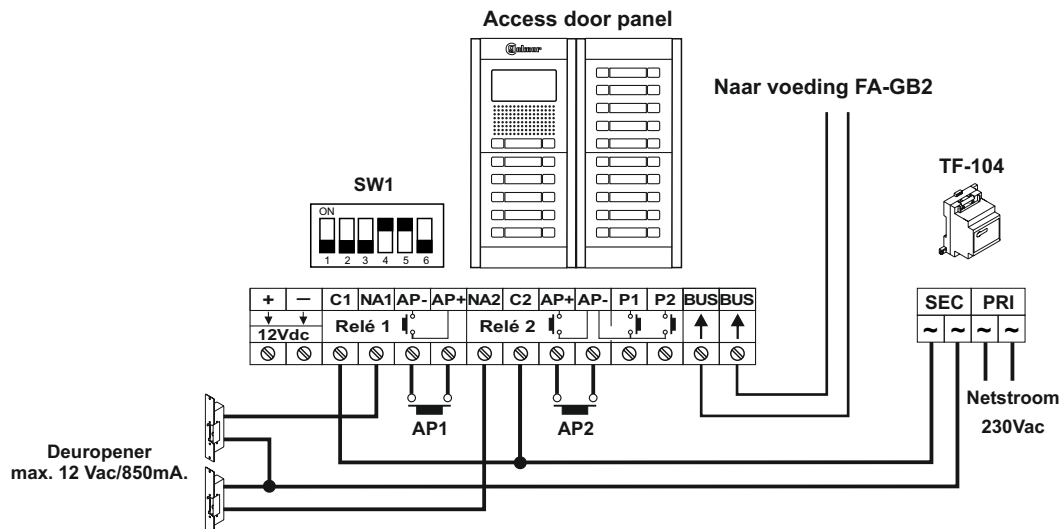 Access door panel
Golmar
Naar voeding FA-GB2
TF-104
SW1
ON
1 2 3 4 5 6
+ − C1 NA1 AP- AP+ NA2 C2 AP+ AP- P1 P2 BUS BUS
12Vdc Relé 1 Relé 2
SEC PRI
~ ~ ~ ~
AP1 AP2
Netstroom
230Vac
Deuropener
max. 12 Vac/850mA.